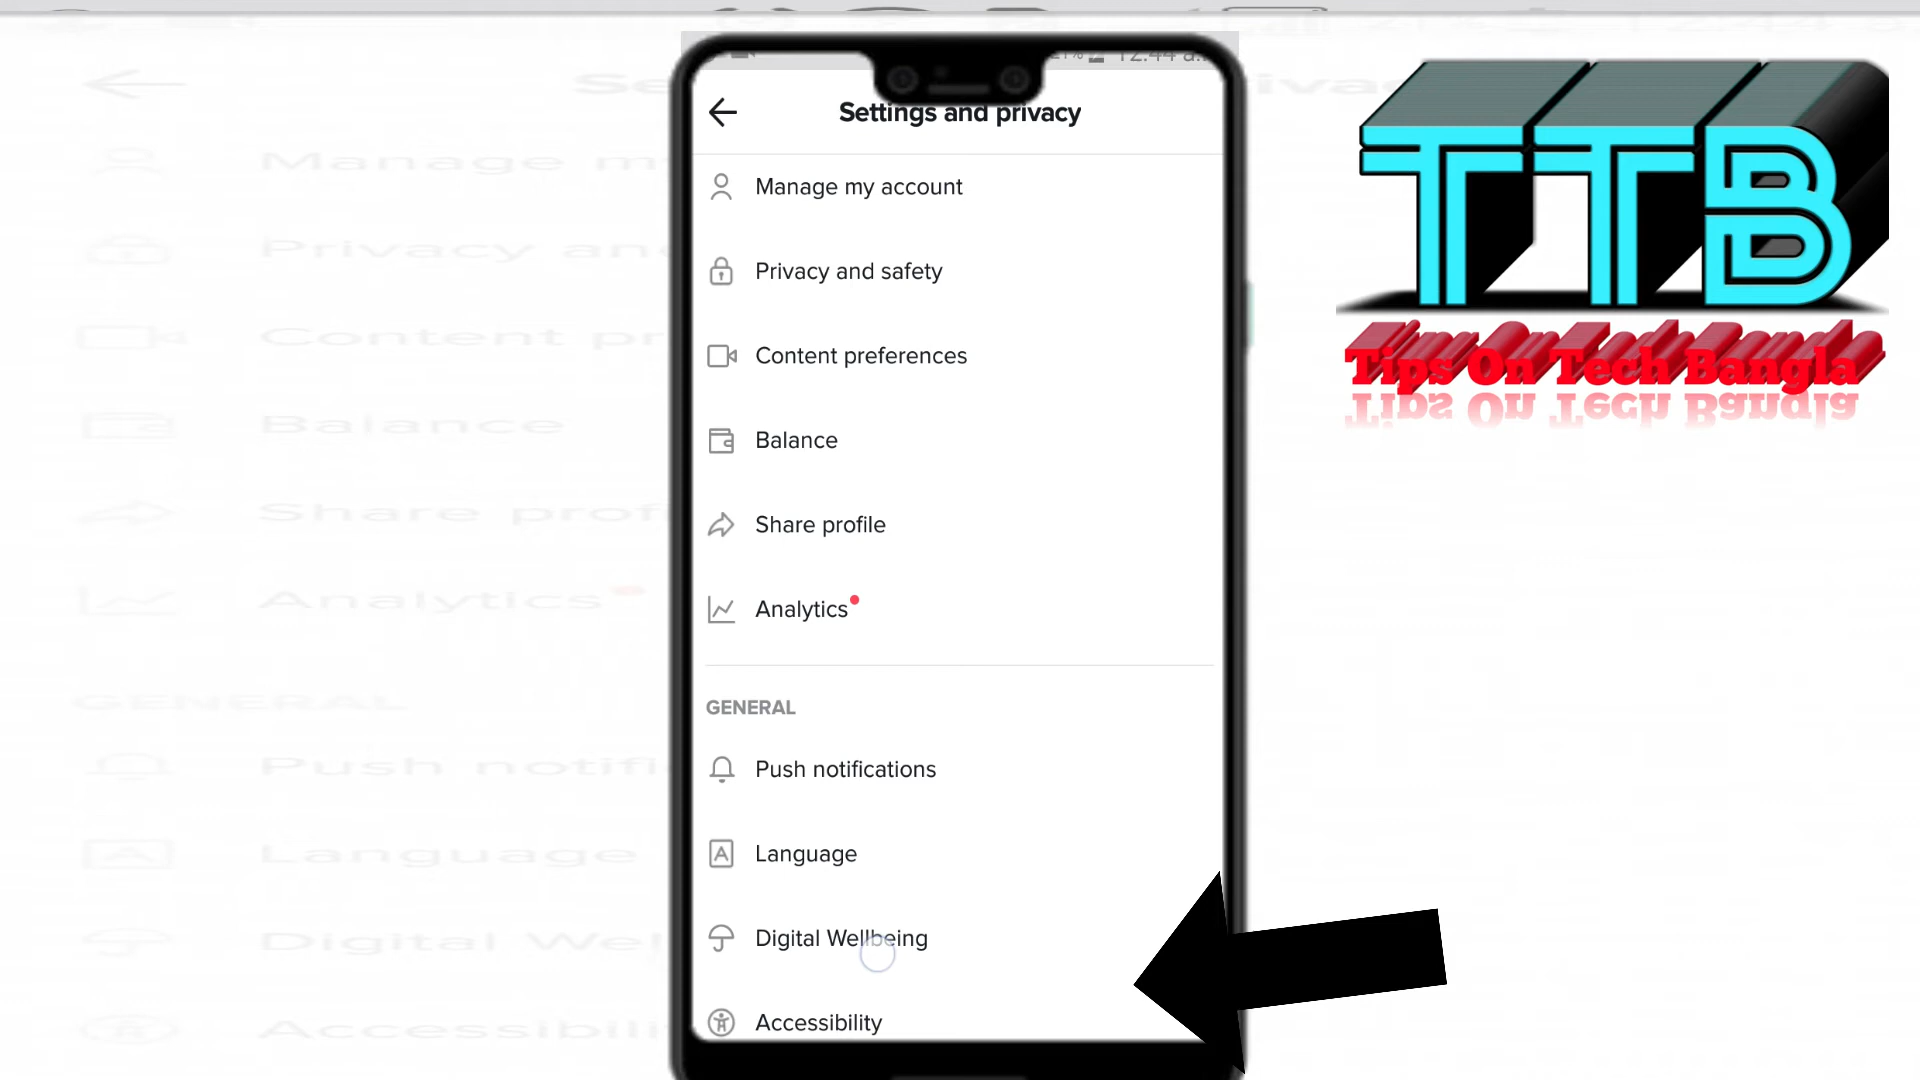 Settings and privacy
Manage my account
Privacy and safety
Content preferences
Balance
Share profile
Analytics
GENERAL
Push notifications
Language
Digital Wellbeing
Accessibility
TTB
Tips On Tech Bangla